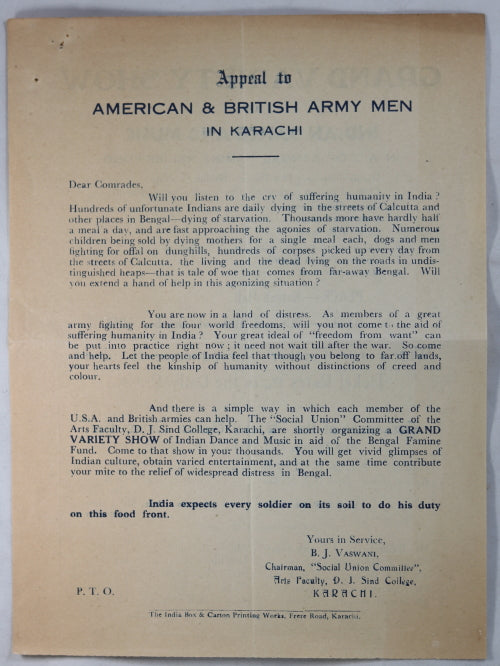 Appeal to
AMERICAN & BRITISH ARMY MEN
IN KARACHI
Dear Comrades,
Will you listen to the cry of suffering humanity in India?
Hundreds of unfortunate Indians are daily dying in the streets of Calcutta and
other places in Bengal—dying of starvation. Thousands more have hardly half
a meal a day, and are fast approaching the agonies of starvation. Numerous
children being sold by dying mothers for a single meal each, dogs and men
fighting for offal on dunghills, hundreds of corpses picked up every day from
the streets of Calcutta, the living and the dead lying on the roads in undis-
tinguished heaps—that is tale of woe that comes from far-away Bengal. Will
you extend a hand of help in this agonizing situation?
You are now in a land of distress. As members of a great
army fighting for the four world freedoms, will you not come to the aid of
suffering humanity in India? Your great ideal of "freedom from want" can
be put into practice right now; it need not wait till after the war. So come
and help. Let the people of India feel that though you belong to far off lands,
your hearts feel the kinship of humanity without distinctions of creed and
colour.
And there is a simple way in which each member of the
U.S.A. and British armies can help. The "Social Union" Committee of the
Arts Faculty, D. J. Sind College, Karachi, are shortly organizing a GRAND
VARIETY SHOW of Indian Dance and Music in aid of the Bengal Famine
Fund. Come to that show in your thousands. You will get vivid glimpses of
Indian culture, obtain varied entertainment, and at the same time contribute
your mite to the relief of widespread distress in Bengal.
India expects every soldier on its soil to do his duty
on this food front.
Yours in Service,
B. J. VASWANI,
Chairman, "Social Union Committee",
Arts Faculty, D. J. Sind College,
KARACHI.
P. T. O.
The India Box & Carton Printing Works, Frere Road, Karachi.